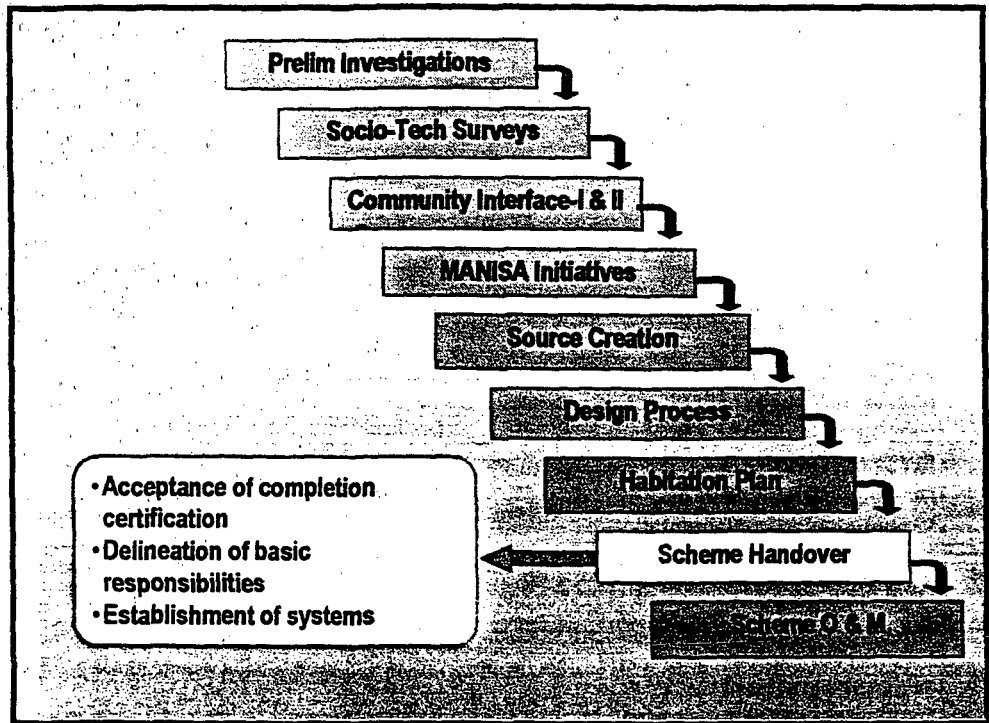 Prelim Investigations
Socio-Tech Surveys
Community Interface-I & II
MANISA Initiatives
Source Creation
Design Process
Habitation Plan
Scheme Handover
Scheme O & M
• Acceptance of completion
certification
• Delineation of basic
responsibilities
• Establishment of systems